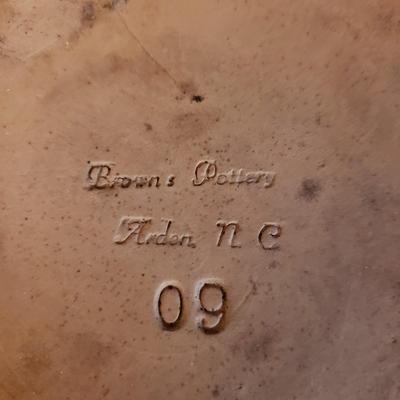 Brown's Pottery
Arden, N C
09